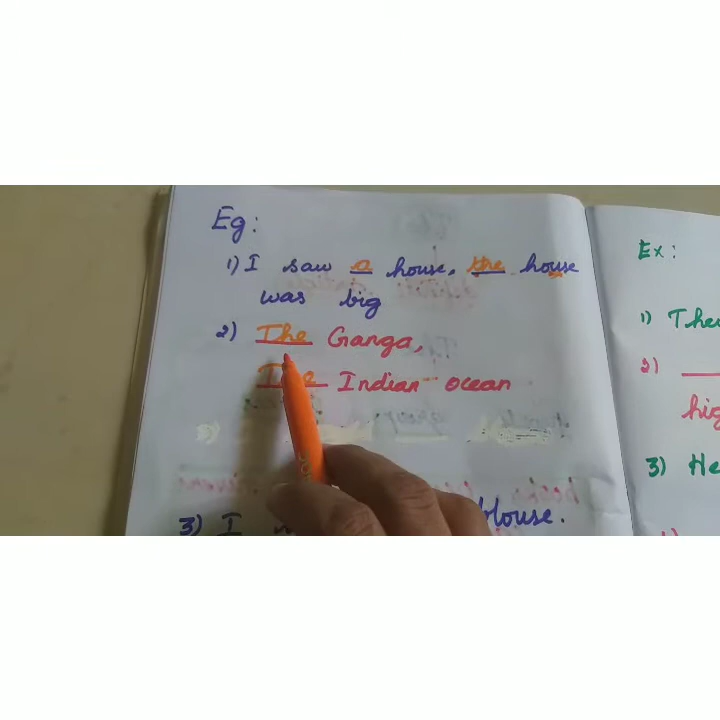 Eg:
1) I saw a house, the house
was big
2) The Ganga,
The Indian ocean
3) I blouse.
Ex:
1)
2)
hig
3) He